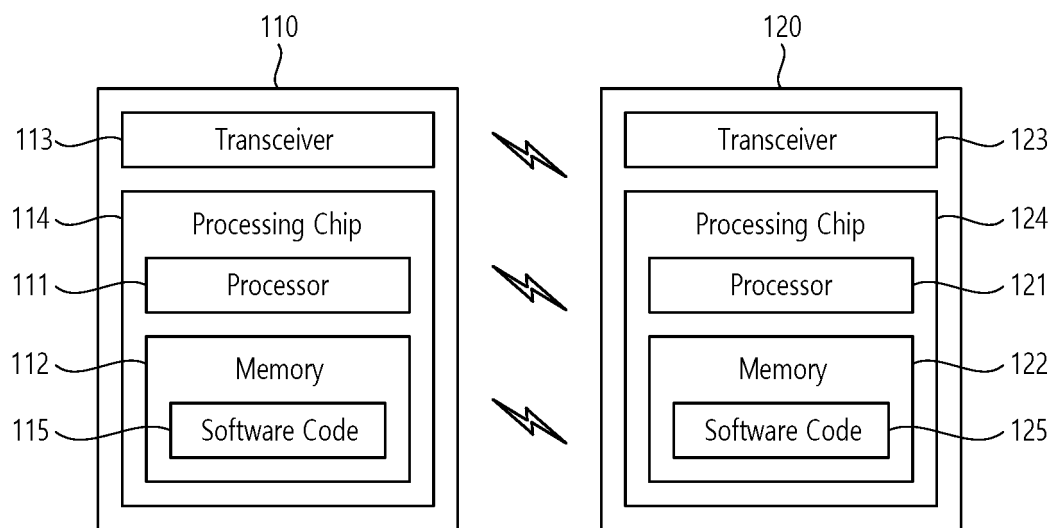 110
120
113
Transceiver
Transceiver
123
114
Processing Chip
Processing Chip
124
111
Processor
Processor
121
112
Memory
Memory
122
115
Software Code
Software Code
125